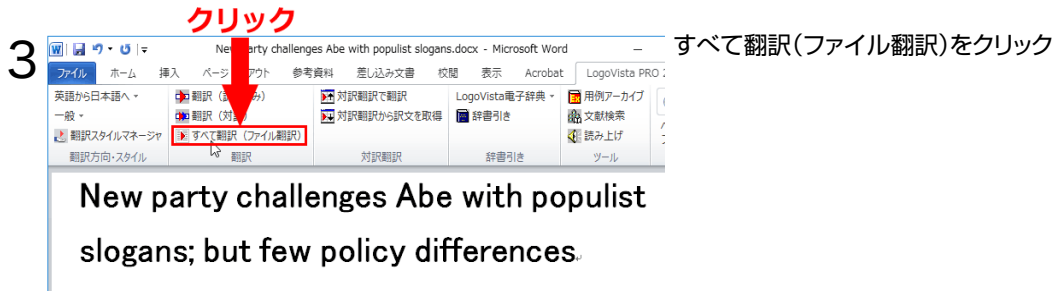 クリック
3
すべて翻訳(ファイル翻訳)をクリック
New party challenges Abe with populist slogans.docx - Microsoft Word
ファイル ホーム 挿入 参考資料 差し込み文書 校閲 表示 Acrobat LogoVista PRO
英語から日本語へ
一般
翻訳スタイルマネージャ
翻訳方向・スタイル
翻訳
翻訳
すべて翻訳 (ファイル翻訳)
翻訳
対訳翻訳で翻訳
対訳翻訳から訳文を取得
対訳翻訳
LogoVista電子辞典
辞書引き
辞書引き
用例アーカイブ
文献検索
読み上げ
ツール
New party challenges Abe with populist
slogans; but few policy differences